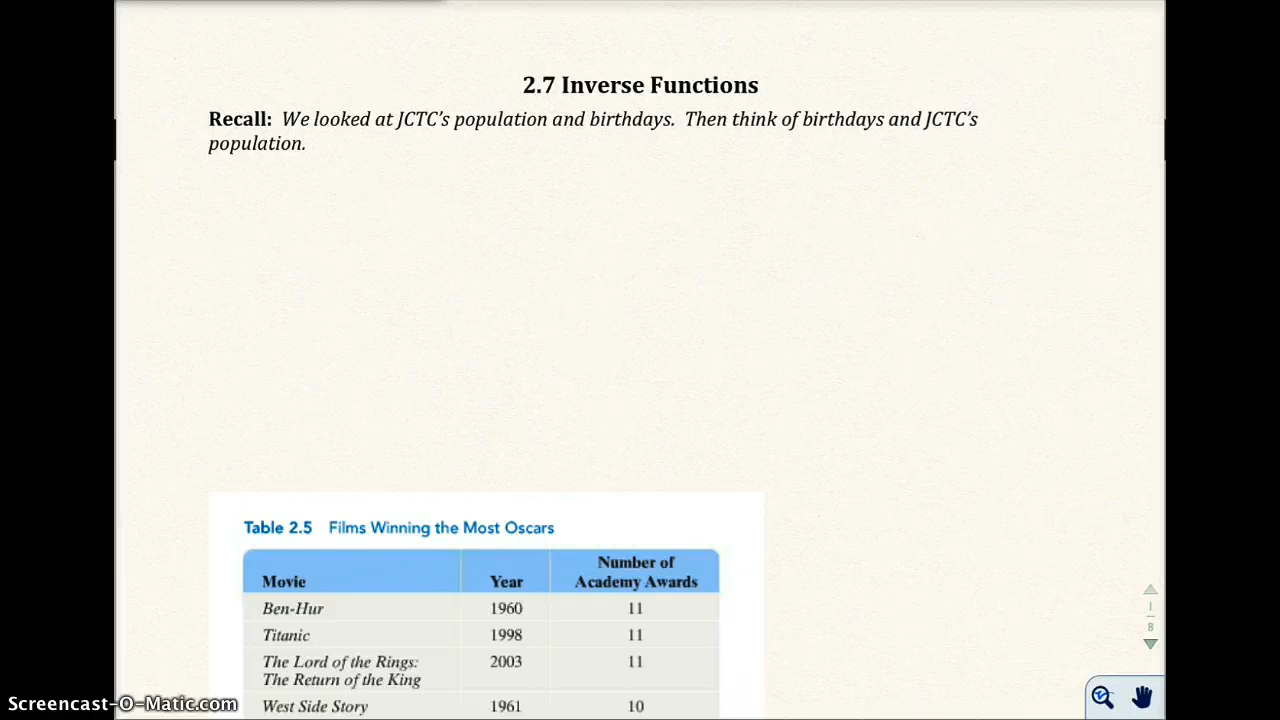 2.7 Inverse Functions
Recall: We looked at JCTC's population and birthdays. Then think of birthdays and JCTC's
population.
Table 2.5 Films Winning the Most Oscars
Number of
Movie Year Academy Awards
Ben-Hur 1960 11
Titanic 1998 11
The Lord of the Rings: 2003 11
The Return of the King
West Side Story 1961 10
1
8
Screencast-O-Matic.com